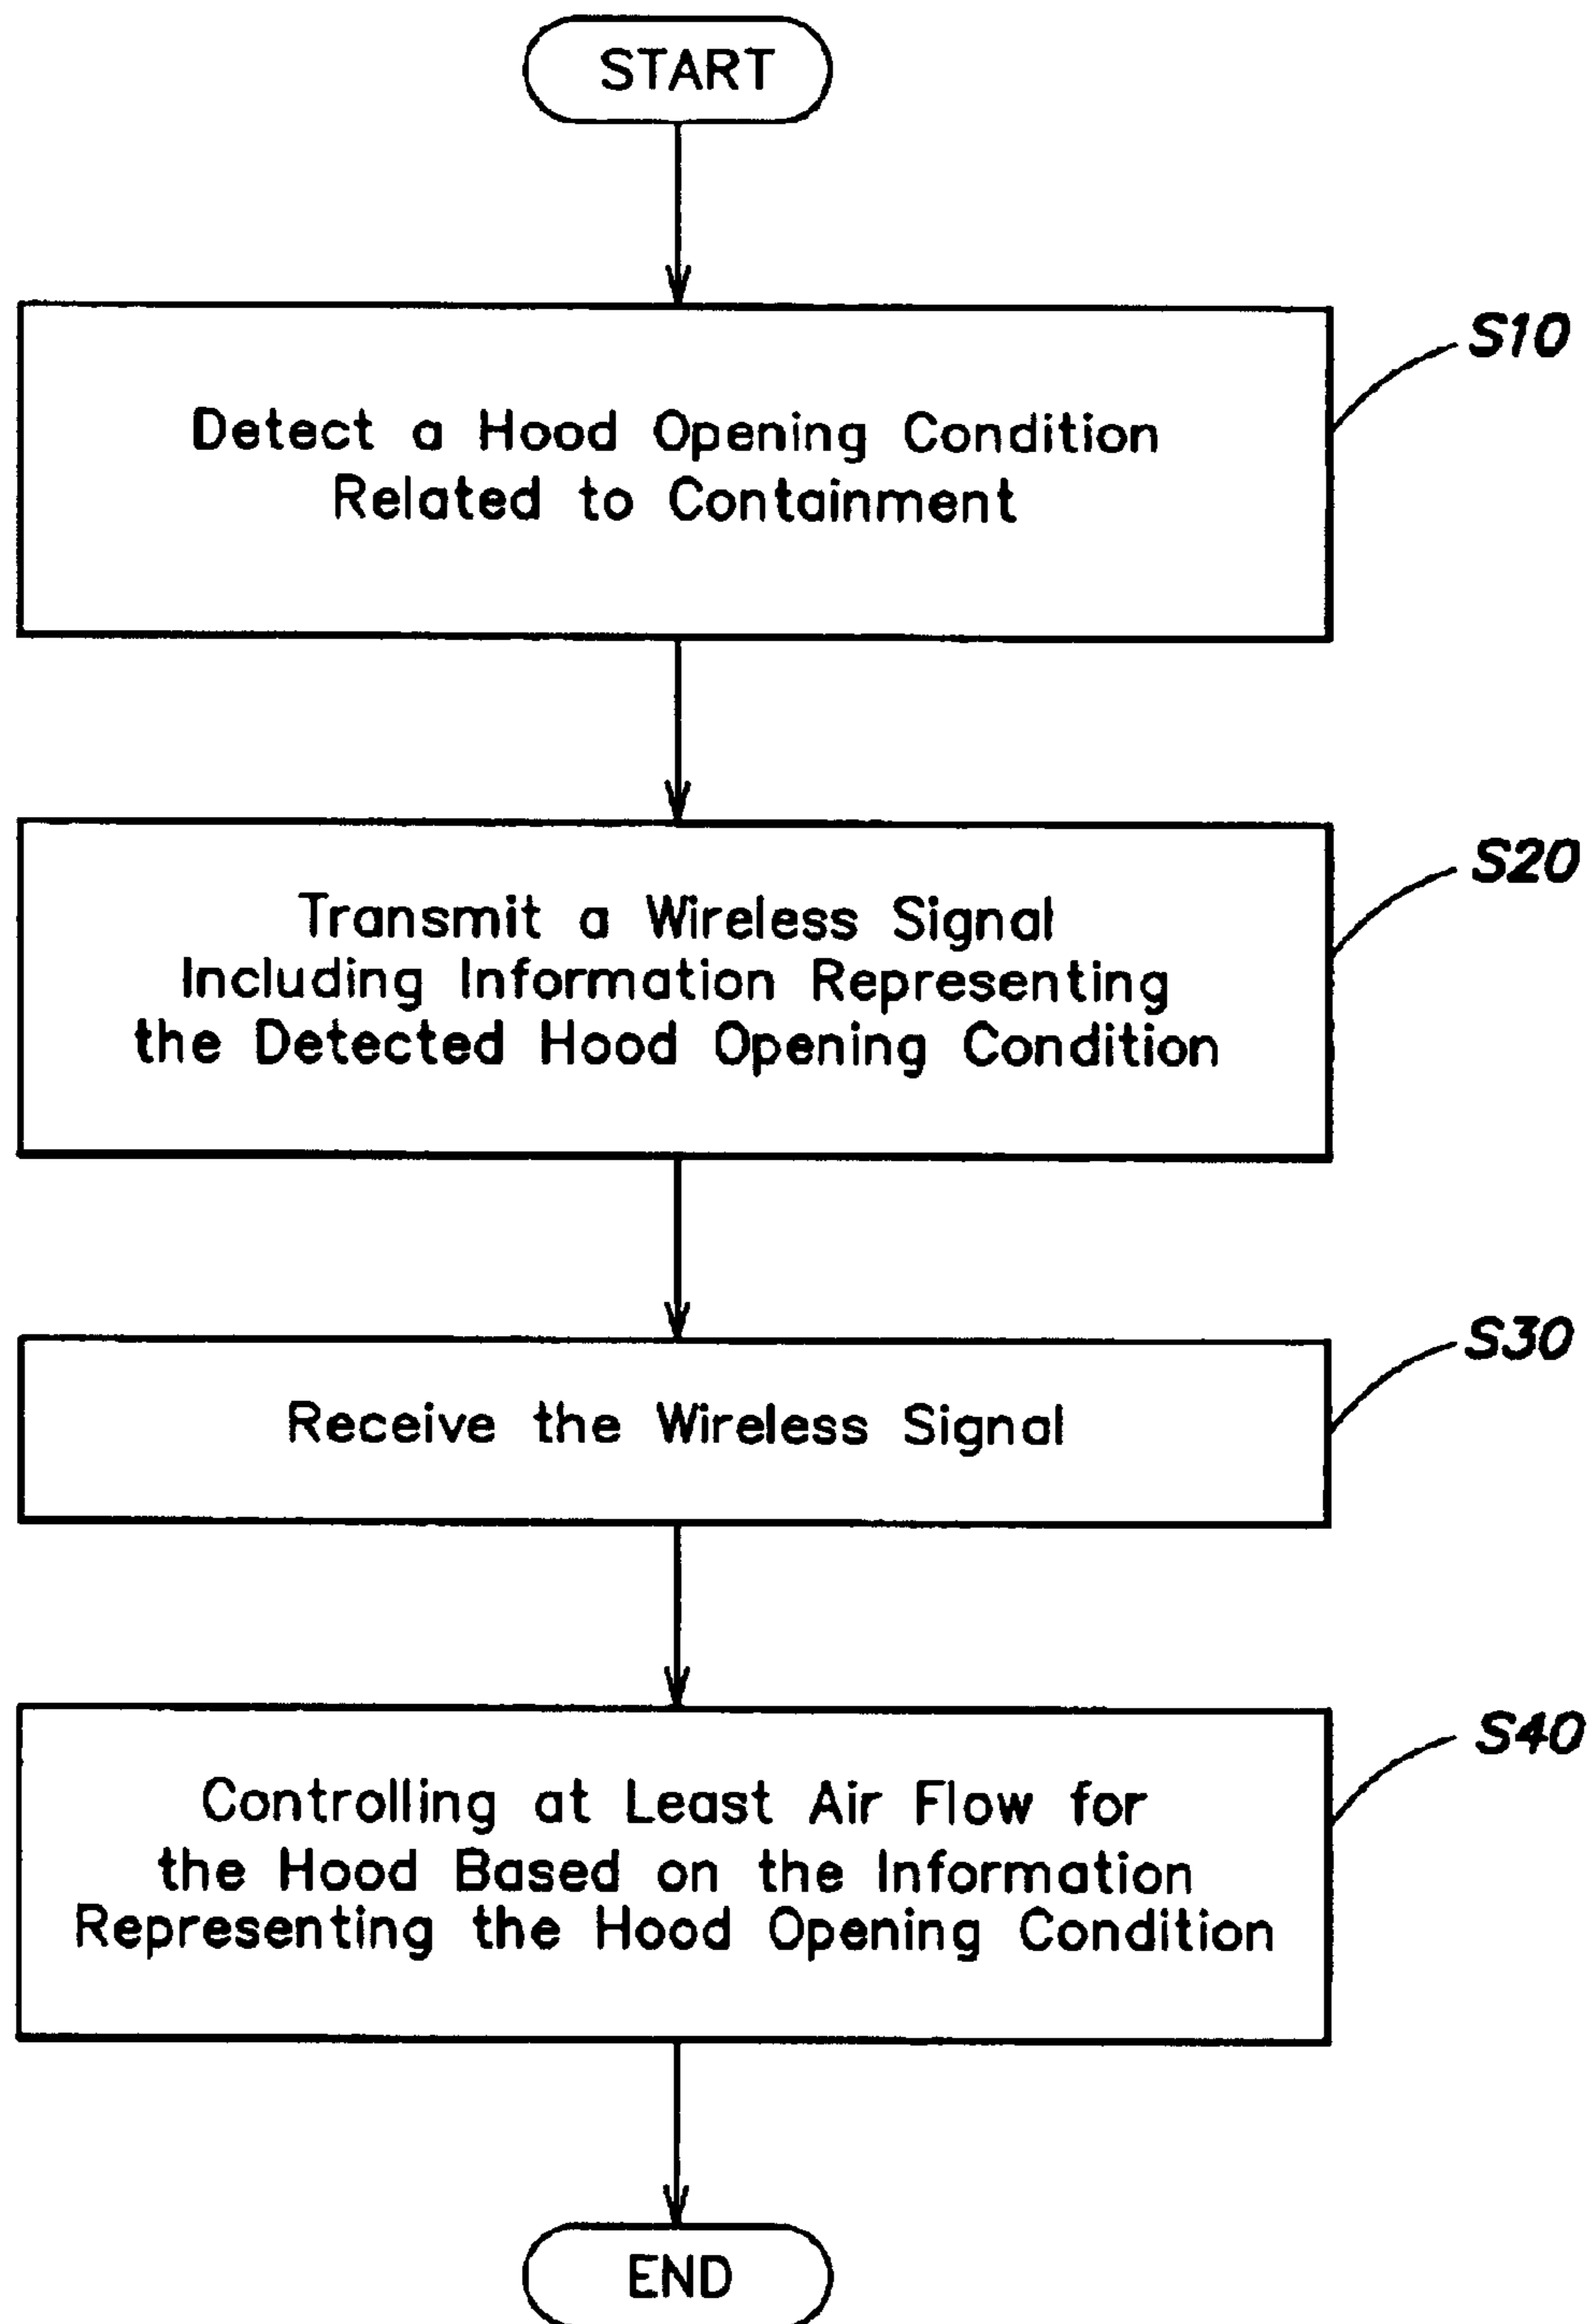 START
Detect a Hood Opening Condition
Related to Containment
S10
Transmit a Wireless Signal
Including Information Representing
the Detected Hood Opening Condition
S20
Receive the Wireless Signal
S30
Controlling at Least Air Flow for
the Hood Based on the Information
Representing the Hood Opening Condition
S40
END